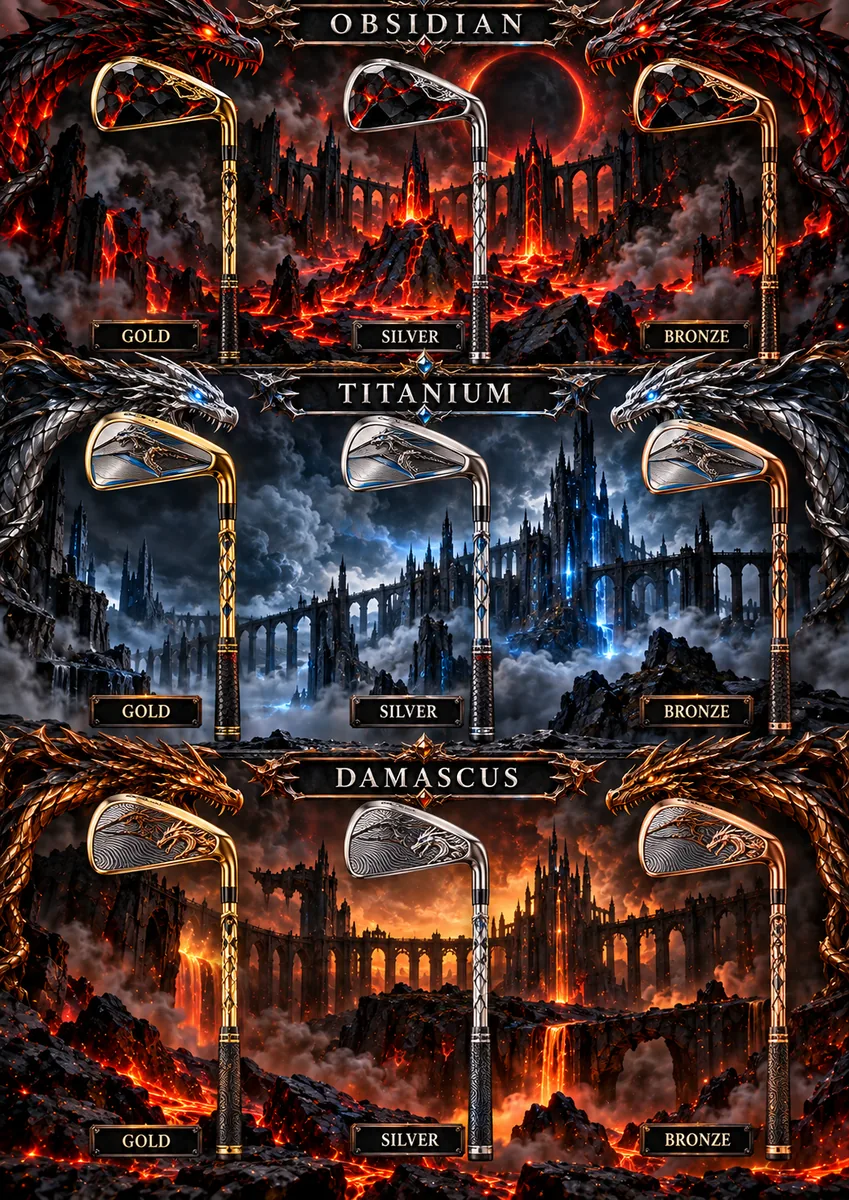 OBSIDIAN
GOLD
SILVER
BRONZE
TITANIUM
GOLD
SILVER
BRONZE
DAMASCUS
GOLD
SILVER
BRONZE